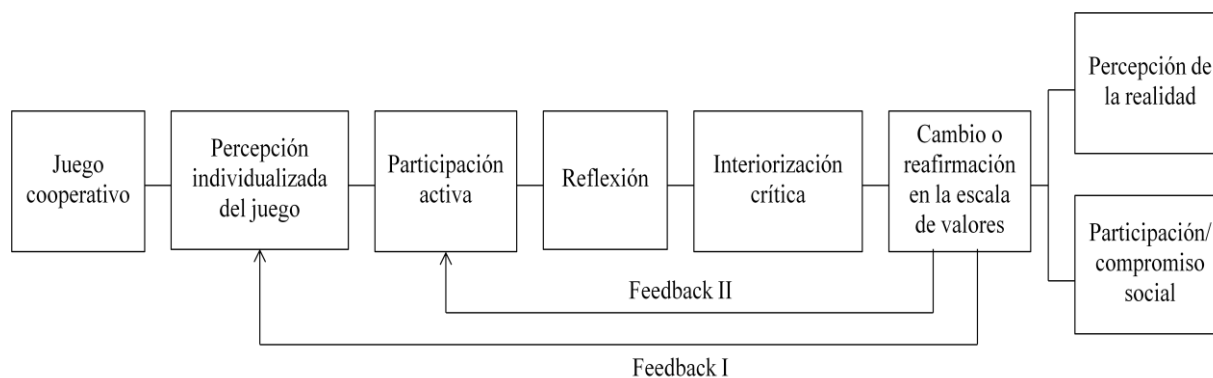 Juego
cooperativo
Percepción
individualizada
del juego
Participación
activa
Reflexión
Interiorización
crítica
Cambio o
reafirmación
en la escala
de valores
Percepción de
la realidad
Participación/
compromiso
social
Feedback II
Feedback I